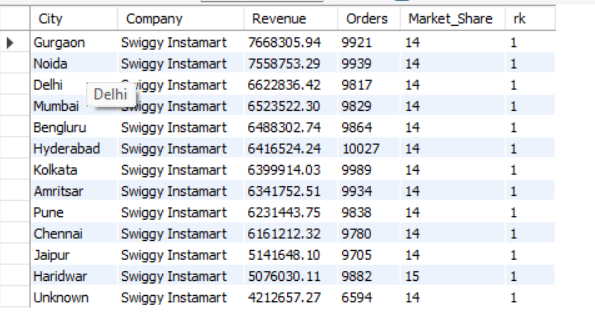 City Company Revenue Orders Market_Share rk
Gurgaon Swiggy Instamart 7668305.94 9921 14 1
Noida Swiggy Instamart 7558753.29 9939 14 1
Delhi Swiggy Instamart 6622836.42 9817 14 1
Delhi
Mumbai Swiggy Instamart 6523522.30 9829 14 1
Bengluru Swiggy Instamart 6488302.74 9864 14 1
Hyderabad Swiggy Instamart 6416524.24 10027 14 1
Kolkata Swiggy Instamart 6399914.03 9989 14 1
Amritsar Swiggy Instamart 6341752.51 9934 14 1
Pune Swiggy Instamart 6231443.75 9838 14 1
Chennai Swiggy Instamart 6161212.32 9780 14 1
Jaipur Swiggy Instamart 5141648.10 9705 14 1
Haridwar Swiggy Instamart 5076030.11 9882 15 1
Unknown Swiggy Instamart 4212657.27 6594 14 1